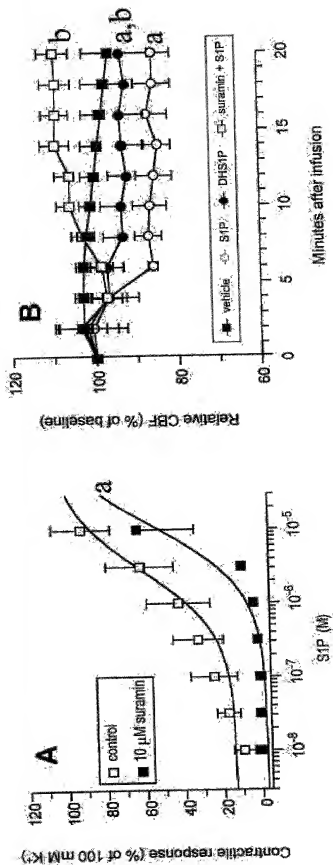 A
Contractile response (% of 100 mM K⁺)
120
100
80
60
40
20
0
□ control
■ 10 µM suramin
a
10⁻⁸
10⁻⁷
10⁻⁶
10⁻⁵
S1P (M)
B
Relative CBF (% of baseline)
120
100
80
60
b
a,b
a
■ vehicle ○ S1P ● DHS1P □ suramin + S1P
0
5
10
15
20
Minutes after infusion